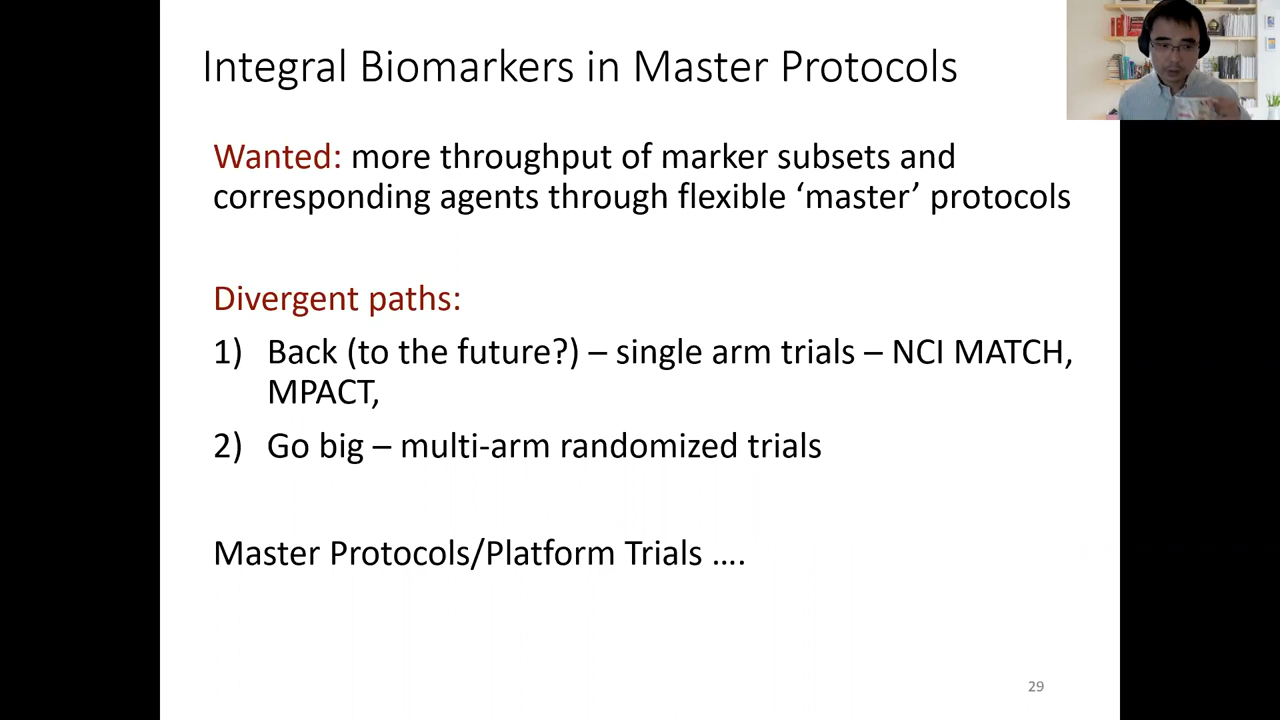 Integral Biomarkers in Master Protocols
Wanted: more throughput of marker subsets and
corresponding agents through flexible ‘master’ protocols
Divergent paths:
1) Back (to the future?) – single arm trials – NCI MATCH,
MPACT,
2) Go big – multi-arm randomized trials
Master Protocols/Platform Trials ....
29